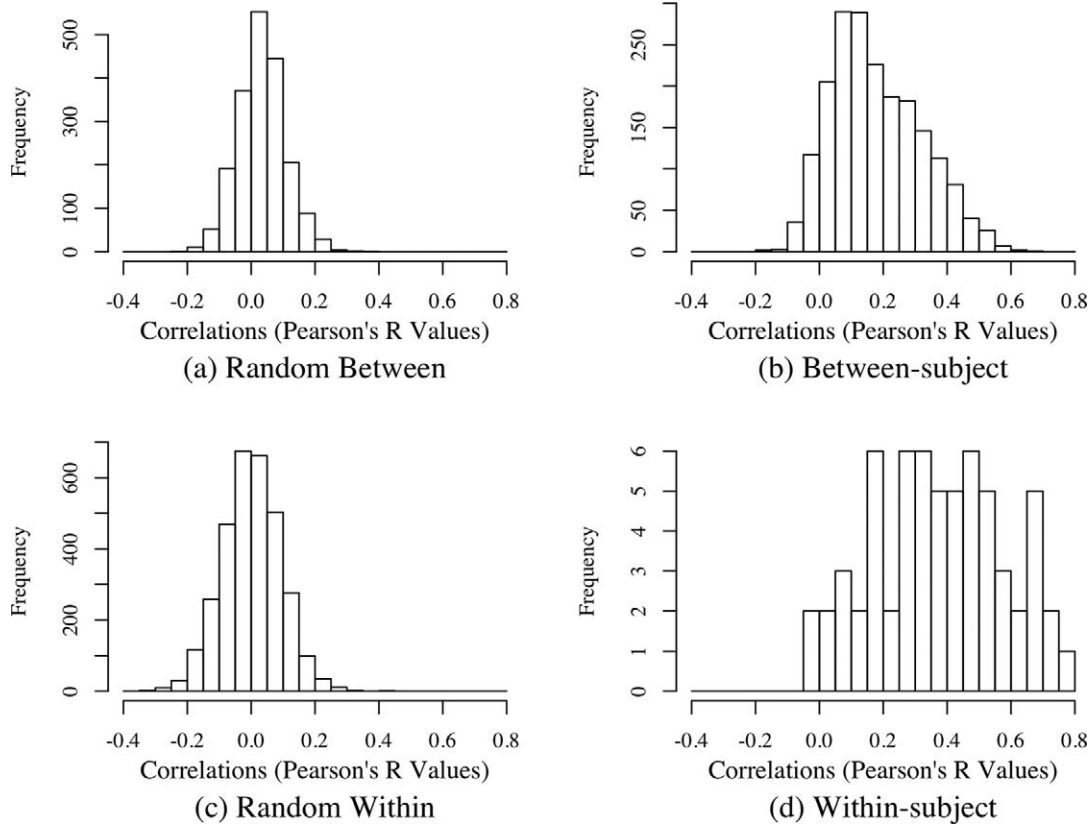 Frequency
0 100 300 500
-0.4 -0.2 0.0 0.2 0.4 0.6 0.8
Correlations (Pearson's R Values)
(a) Random Between
Frequency
0 50 150 250
-0.4 -0.2 0.0 0.2 0.4 0.6 0.8
Correlations (Pearson's R Values)
(b) Between-subject
Frequency
0 200 400 600
-0.4 -0.2 0.0 0.2 0.4 0.6 0.8
Correlations (Pearson's R Values)
(c) Random Within
Frequency
0 1 2 3 4 5 6
-0.4 -0.2 0.0 0.2 0.4 0.6 0.8
Correlations (Pearson's R Values)
(d) Within-subject